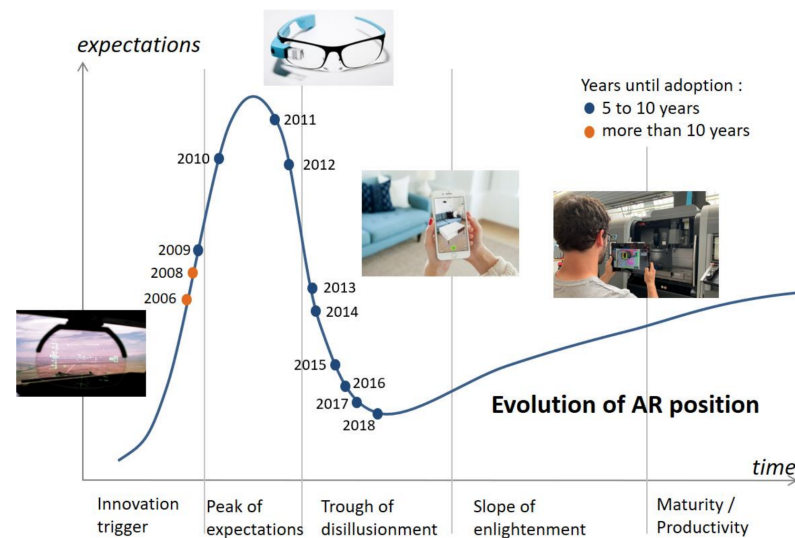 expectations
Years until adoption :
5 to 10 years
more than 10 years
2011
2010
2012
2009
2008
2006
2013
2014
2015
2016
2017
2018
Evolution of AR position
time
Innovation
trigger
Peak of
expectations
Trough of
disillusionment
Slope of
enlightenment
Maturity /
Productivity